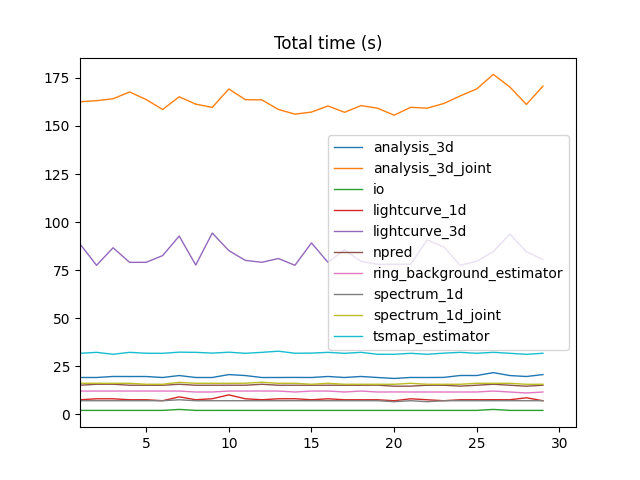 Total time (s)
175
150
125
100
75
50
25
0
analysis_3d
analysis_3d_joint
io
lightcurve_1d
lightcurve_3d
npred
ring_background_estimator
spectrum_1d
spectrum_1d_joint
tsmap_estimator
5 10 15 20 25 30